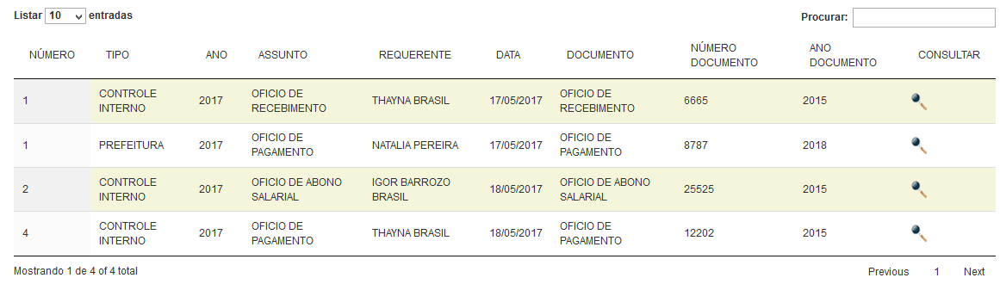 Listar 10 entradas
Procurar:
NÚMERO TIPO ANO ASSUNTO REQUERENTE DATA DOCUMENTO NÚMERO DOCUMENTO ANO DOCUMENTO CONSULTAR
1 CONTROLE INTERNO 2017 OFICIO DE RECEBIMENTO THAYNA BRASIL 17/05/2017 OFICIO DE RECEBIMENTO 6665 2015
1 PREFEITURA 2017 OFICIO DE PAGAMENTO NATALIA PEREIRA 17/05/2017 OFICIO DE PAGAMENTO 8787 2018
2 CONTROLE INTERNO 2017 OFICIO DE ABONO SALARIAL IGOR BARROZO BRASIL 18/05/2017 OFICIO DE ABONO SALARIAL 25525 2015
4 CONTROLE INTERNO 2017 OFICIO DE PAGAMENTO THAYNA BRASIL 18/05/2017 OFICIO DE PAGAMENTO 12202 2015
Mostrando 1 de 4 of 4 total
Previous 1 Next